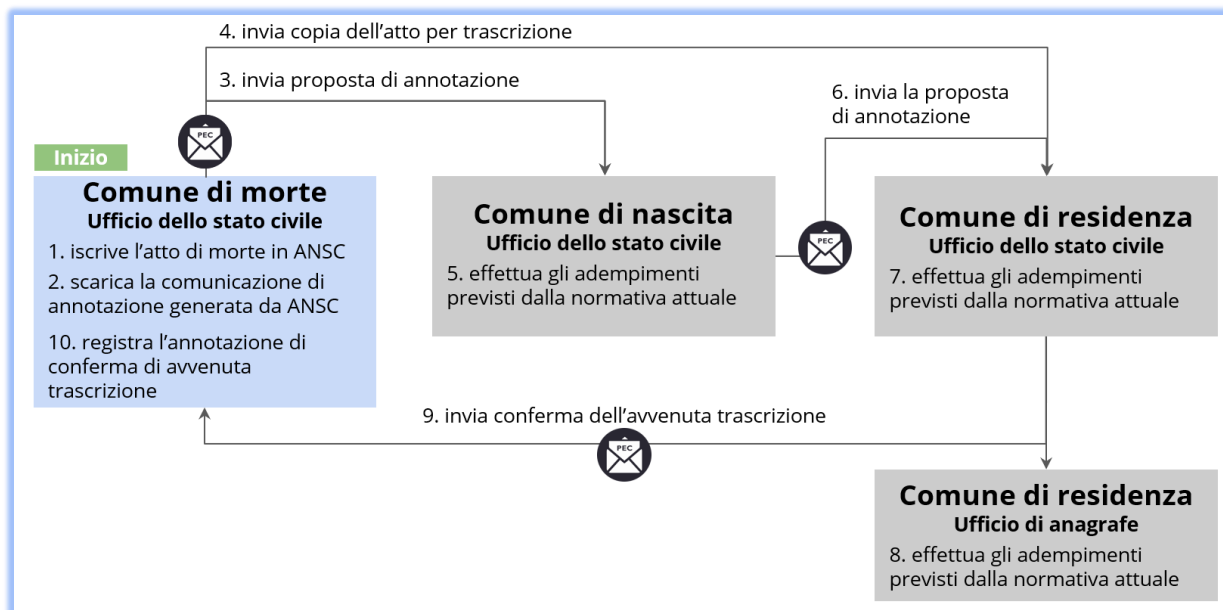 4. invia copia dell'atto per trascrizione
3. invia proposta di annotazione
6. invia la proposta
di annotazione
PEC
Inizio
Comune di morte
Ufficio dello stato civile
1. iscrive l'atto di morte in ANSC
2. scarica la comunicazione di
annotazione generata da ANSC
10. registra l'annotazione di
conferma di avvenuta
trascrizione
Comune di nascita
Ufficio dello stato civile
5. effettua gli adempimenti
previsti dalla normativa attuale
PEC
Comune di residenza
Ufficio dello stato civile
7. effettua gli adempimenti
previsti dalla normativa attuale
9. invia conferma dell'avvenuta trascrizione
PEC
Comune di residenza
Ufficio di anagrafe
8. effettua gli adempimenti
previsti dalla normativa attuale